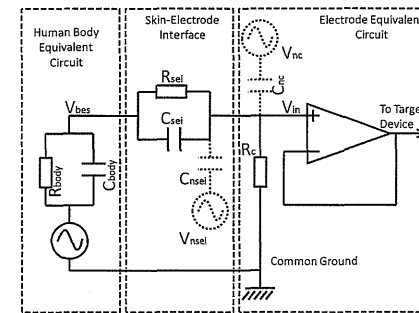 Human Body
Equivalent
Circuit
Skin-Electrode
Interface
Electrode Equivalen
Circuit
Vnc
Cnc
Rsei
Vbes
Csei
Vin
To Targe
Device
Rbody
Cbody
Cnsei
Rc
Vnsei
Common Ground